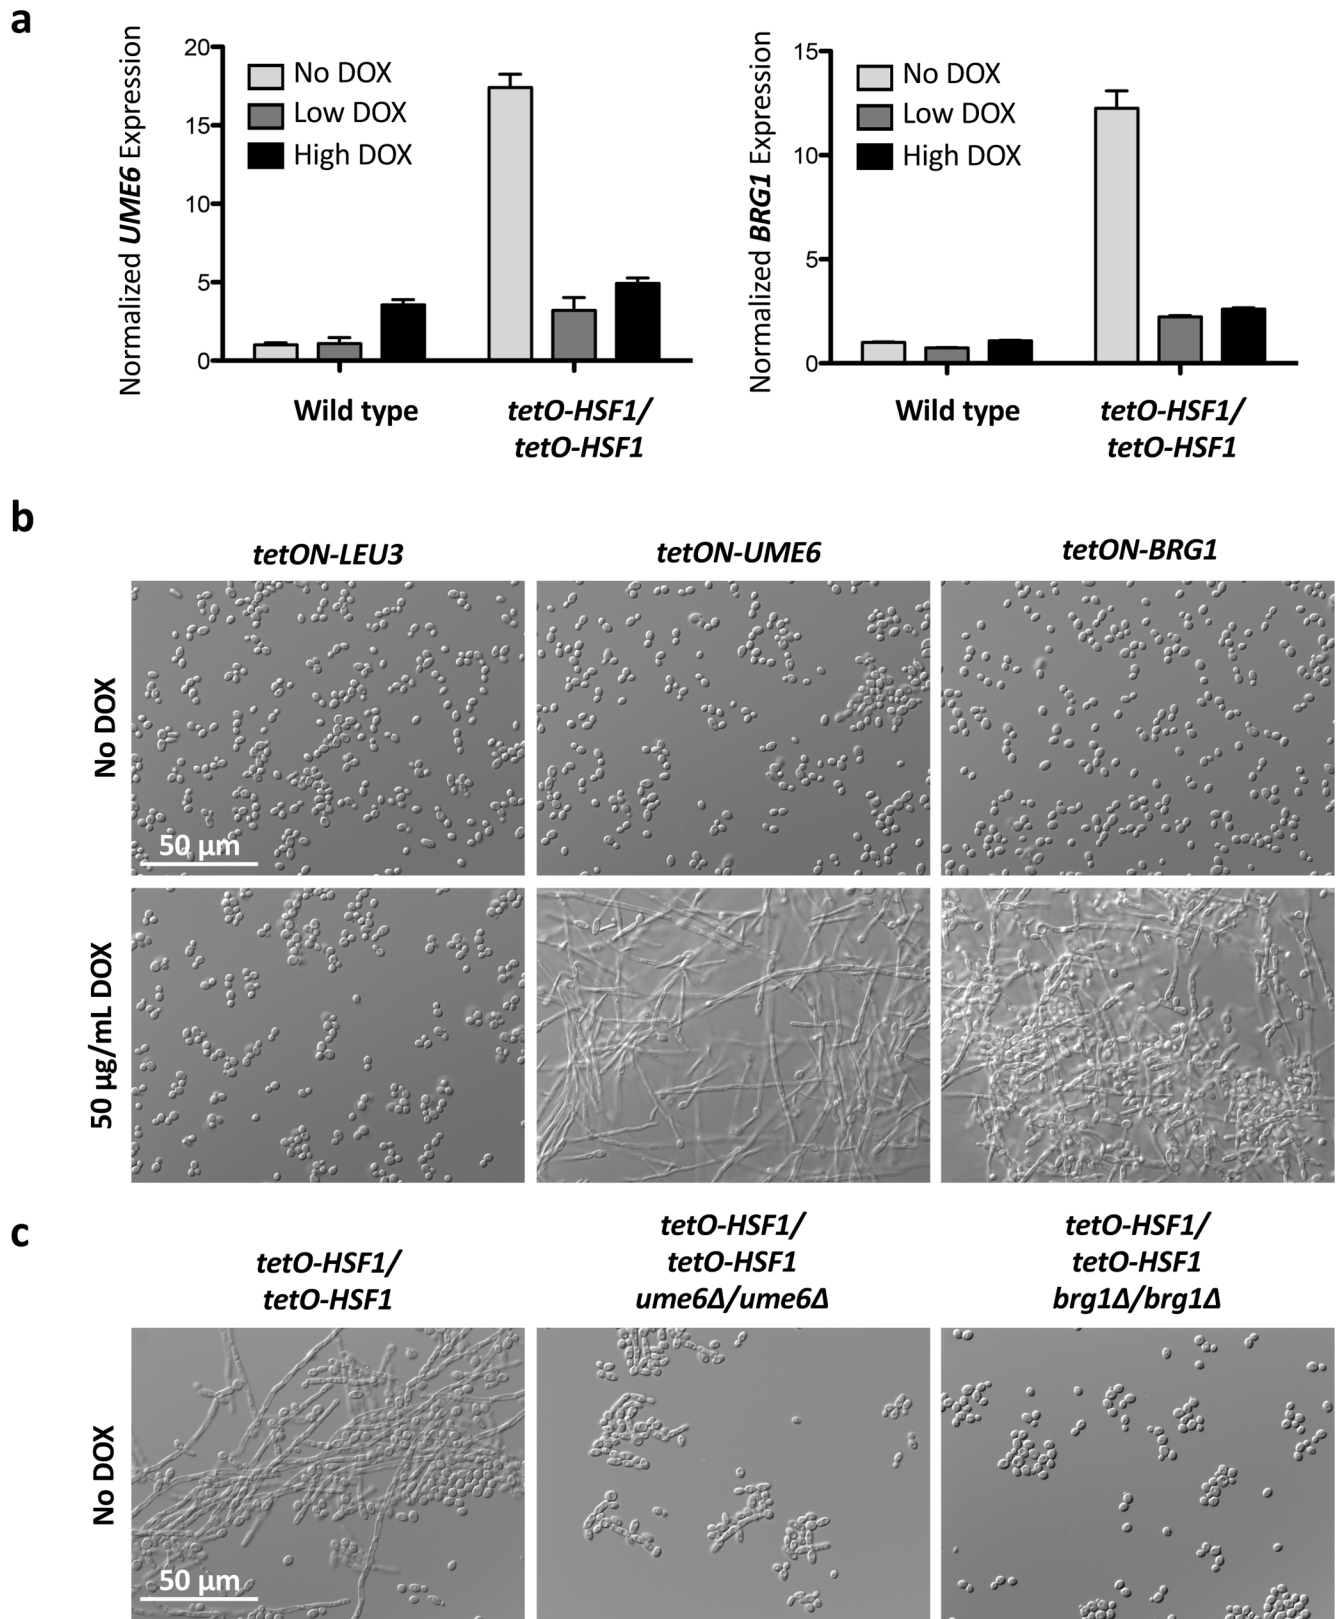 a
Normalized UME6 Expression
20
15
10
5
0
No DOX
Low DOX
High DOX
Wild type
tetO-HSF1/
tetO-HSF1
Normalized BRG1 Expression
15
10
5
0
No DOX
Low DOX
High DOX
Wild type
tetO-HSF1/
tetO-HSF1
b
tetON-LEU3
tetON-UME6
tetON-BRG1
No DOX
50 µm
50 µg/mL DOX
c
tetO-HSF1/
tetO-HSF1
tetO-HSF1/
tetO-HSF1
ume6Δ/ume6Δ
tetO-HSF1/
tetO-HSF1
brg1Δ/brg1Δ
No DOX
50 µm